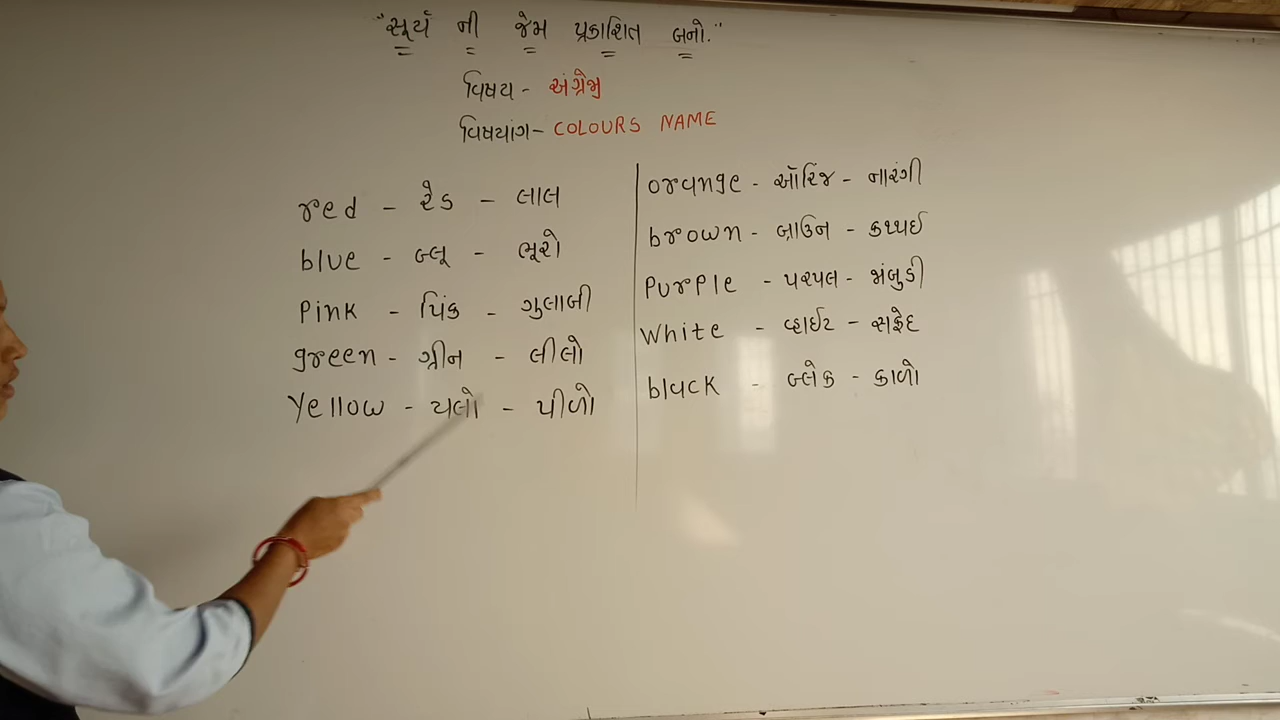 "સૂર્ય ની જેમ પ્રકાશિત બનો."
વિષય - અંગ્રેજી
વિષયાંગ - COLOURS NAME
red - રેડ - લાલ
blue - બ્લૂ - ભૂરો
Pink - પિંક - ગુલાબી
green - ગ્રીન - લીલો
Yellow - યલો - પીળો
orange - ઑરેંજ - નારંગી
brown - બ્રાઉન - કથ્થઈ
Purple - પરપલ - જાંબુડી
White - વ્હાઈટ - સફેદ
black - બ્લેક - કાળો